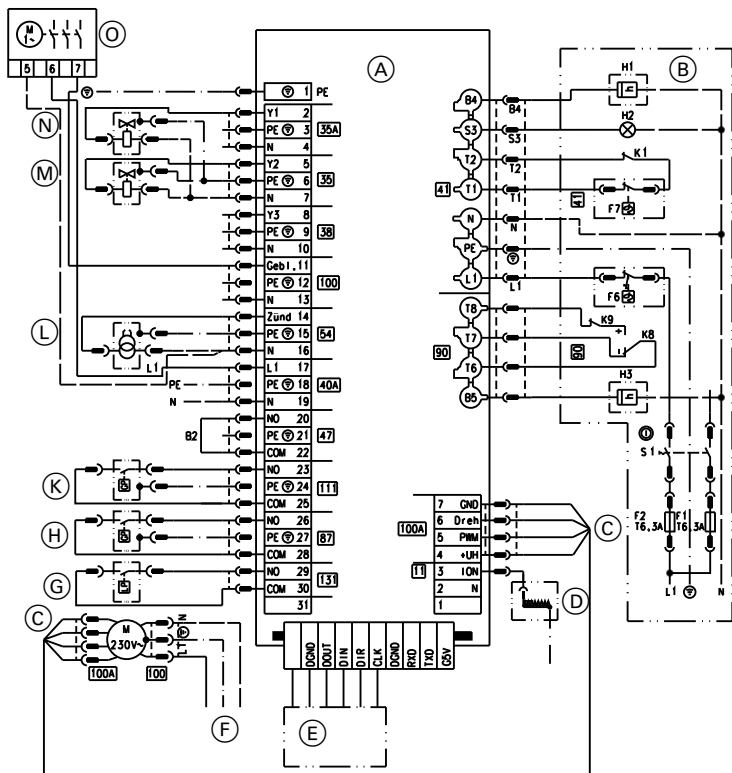 M
1~
5 6 7
O
A
B
N
M
L
K
H
G
C
1 PE
Y1 2
PE 3 35A
N 4
Y2 5
PE 6 35
N 7
Y3 8
PE 9 38
N 10
Gebl. 11
PE 12 100
N 13
Zünd 14
PE 15 54
N 16
L1
L1 17
PE
PE 18 40A
N
N 19
NO 20
B2
PE 21 47
COM 22
NO 23
PE 24 111
COM 25
NO 26
PE 27 87
COM 28
NO 29
131
COM 30
31
B4 B4
S3 S3
T2 T2
41 T1 T1
N N
PE
L1 L1
T8
T7
90
T6
B5
H1
H2
K1
41
F7
F6
K9
+
K8
90
-
H3
S1
F2
T6,3A
F1
T6,3A
L1
N
7 GND
6 Dreh
100A
5 PWM
4 +UH
11 3 ION
2 N
1
C
D
M
230V~
N
L1
100A 100
F
DGND
DOUT
DIN
DIR
CLK
DGND
RXD
TXD
G5V
E